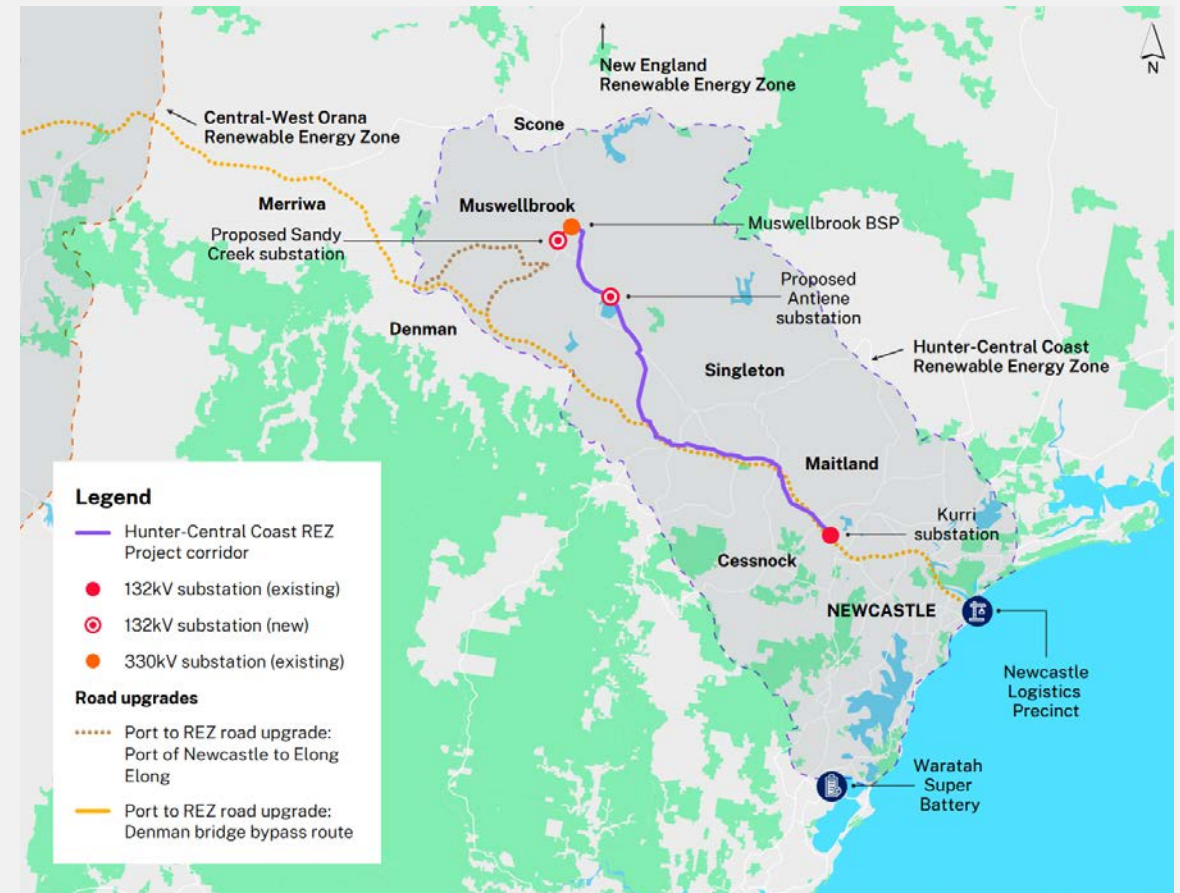 New England
Renewable Energy Zone
N
Central-West Orana
Renewable Energy Zone
Scone
Merriwa
Muswellbrook
Muswellbrook BSP
Proposed Sandy
Creek substation
Proposed
Antiene
substation
Denman
Hunter-Central Coast
Renewable Energy Zone
Singleton
Maitland
Kurri
substation
Cessnock
NEWCASTLE
Newcastle
Logistics
Precinct
Waratah
Super
Battery
Legend
Hunter-Central Coast REZ
Project corridor
132kV substation (existing)
132kV substation (new)
330kV substation (existing)
Road upgrades
Port to REZ road upgrade:
Port of Newcastle to Elong
Elong
Port to REZ road upgrade:
Denman bridge bypass route